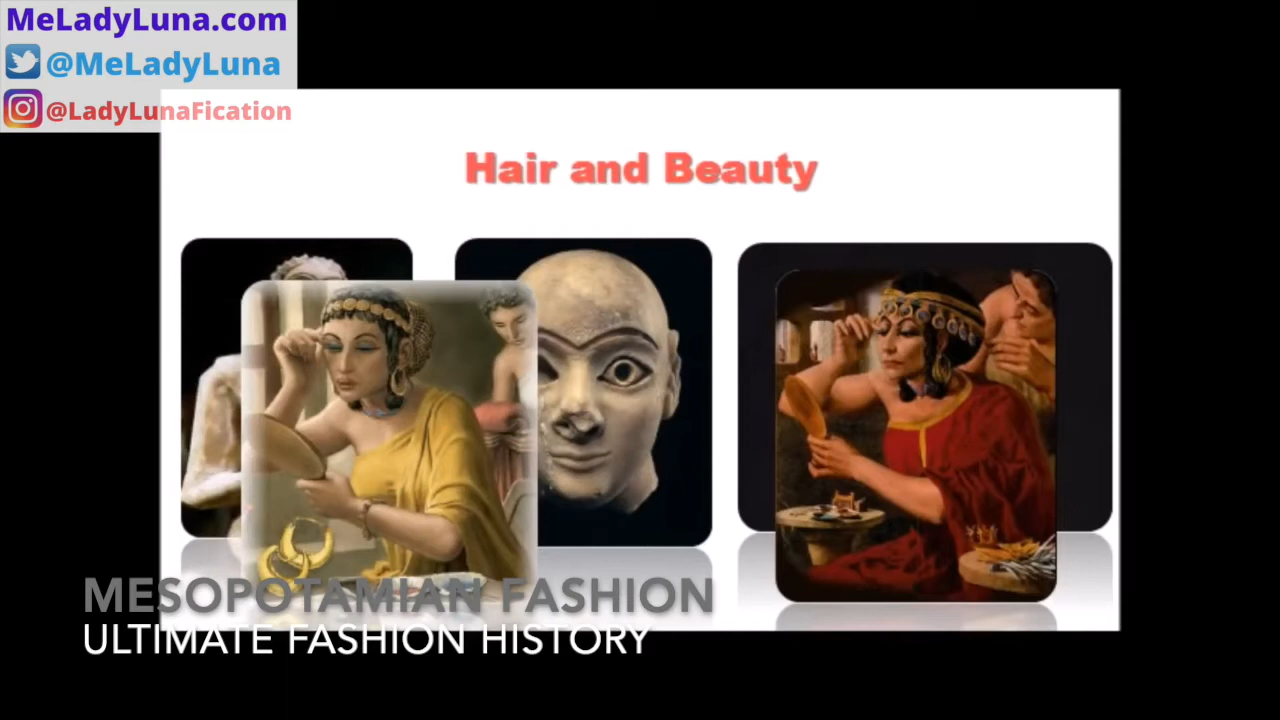 MeLadyLuna.com
@MeLadyLuna
@LadyLunaFication
Hair and Beauty
MESOPOTAMIAN FASHION
ULTIMATE FASHION HISTORY